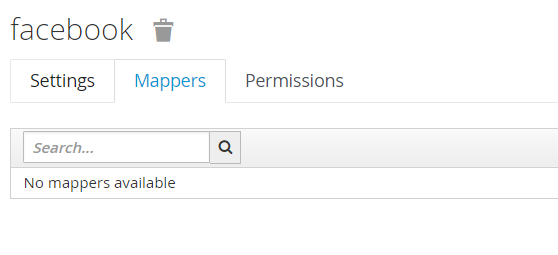 facebook
Settings Mappers Permissions
Search...
No mappers available